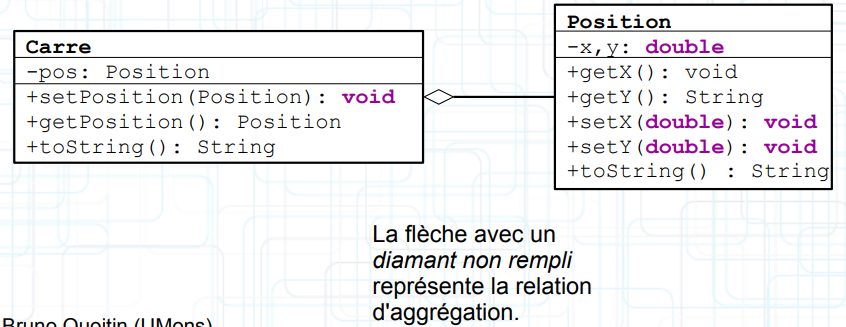 Carre
-pos: Position
+setPosition(Position): void
+getPosition(): Position
+toString(): String
Position
-x,y: double
+getX(): void
+getY(): String
+setX(double): void
+setY(double): void
+toString() : String
La flèche avec un
diamant non rempli
représente la relation
d'aggrégation.
Bruno Quoitin (UMons)